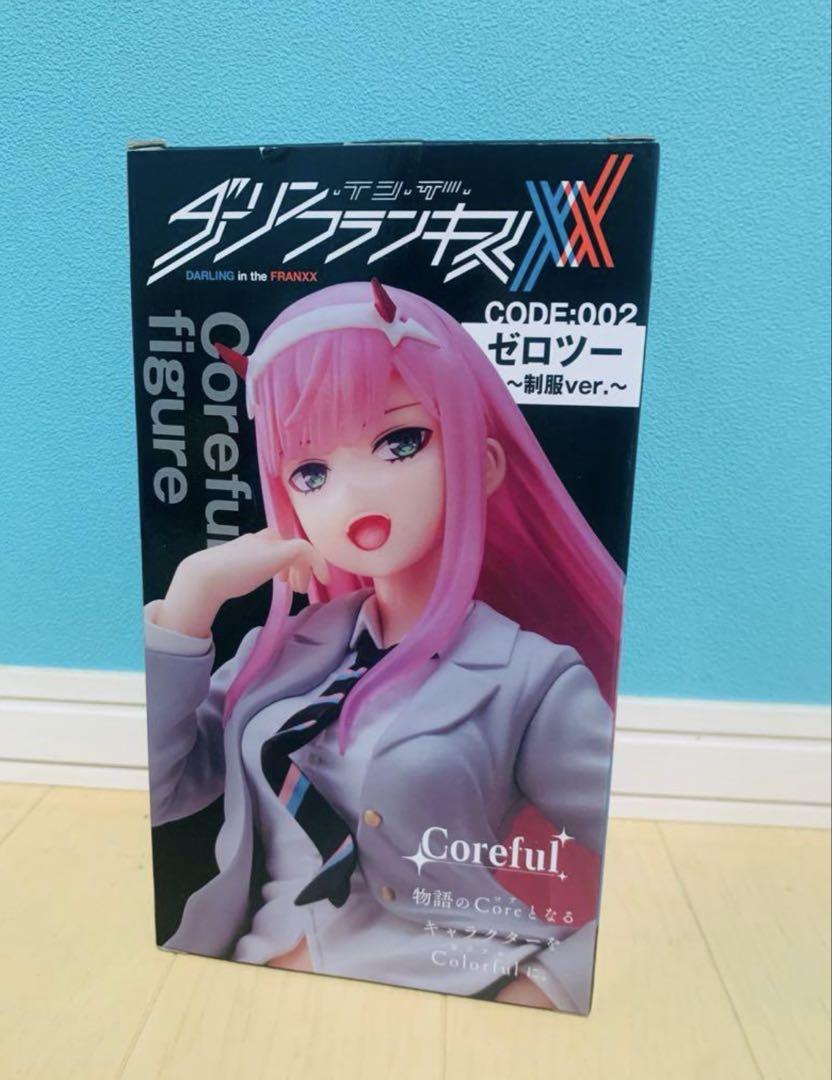 ダーリン・イン・ザ・フランキス
DARLING in the FRANXX
CODE:002
ゼロツー
～制服ver.～
Coreful
figure
Coreful
物語のCoreとなる
キャラクターを
Colorfulに。